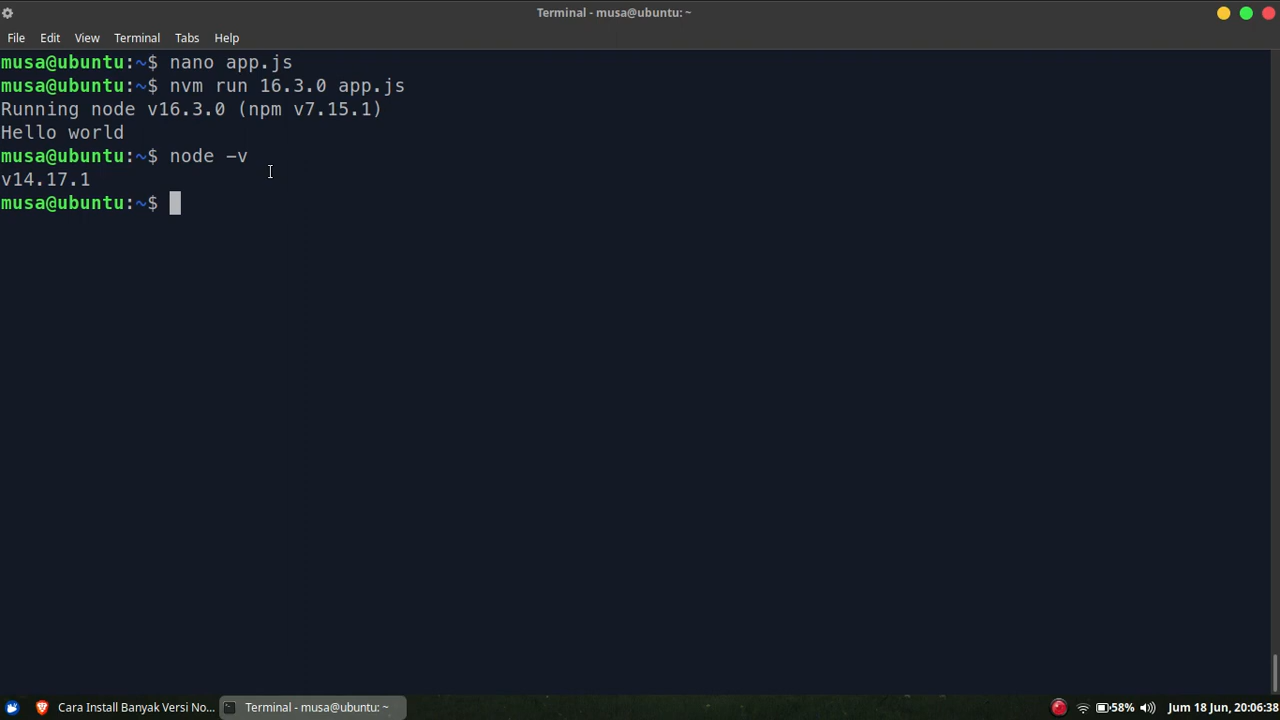 Terminal - musa@ubuntu: ~
File Edit View Terminal Tabs Help
musa@ubuntu:~$ nano app.js
musa@ubuntu:~$ nvm run 16.3.0 app.js
Running node v16.3.0 (npm v7.15.1)
Hello world
musa@ubuntu:~$ node -v
v14.17.1
musa@ubuntu:~$
Cara Install Banyak Versi No... Terminal - musa@ubuntu: ~ 58% Jum 18 Jun, 20:06:38